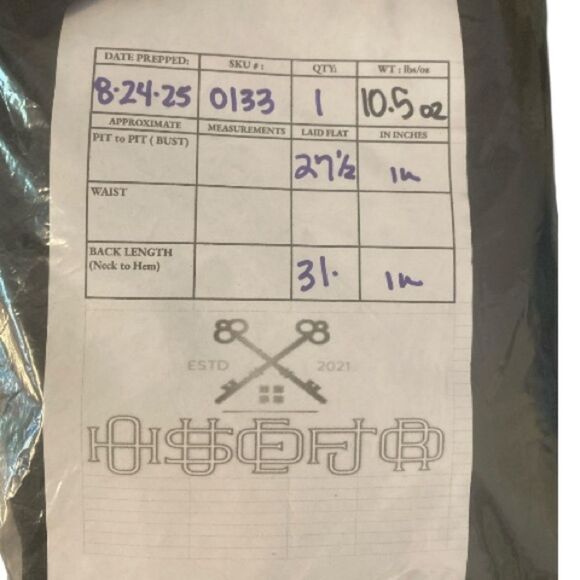 DATE PREPPED: SKU #: QTY: WT : lbs/oz
8-24-25 0133 1 10.5 oz
APPROXIMATE MEASUREMENTS LAID FLAT IN INCHES
PIT to PIT ( BUST) 27½ in
WAIST
BACK LENGTH
(Neck to Hem) 31. in
ESTD 2021